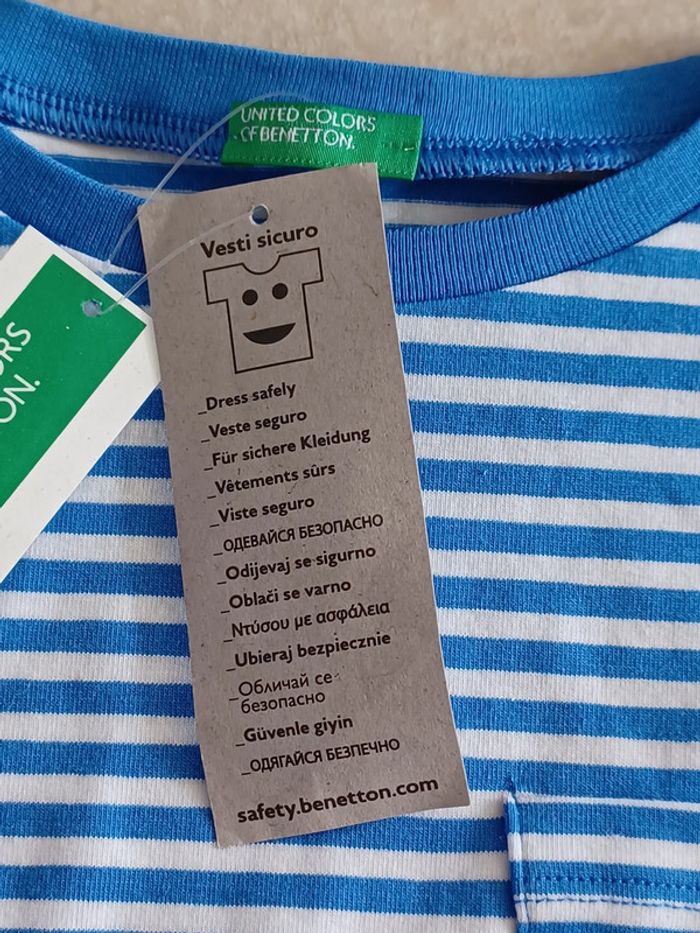 UNITED COLORS
OF BENETTON.
ON.
Vesti sicuro
_Dress safely
_Veste seguro
_Für sichere Kleidung
_Vêtements sûrs
_Viste seguro
_ОДЕВАЙСЯ БЕЗОПАСНО
_Odijevaj se sigurno
_Oblači se varno
_Ντύσου με ασφάλεια
_Ubieraj bezpiecznie
_Обличай се
безопасно
_Güvenle giyin
_ОДЯГАЙСЯ БЕЗПЕЧНО
safety.benetton.com